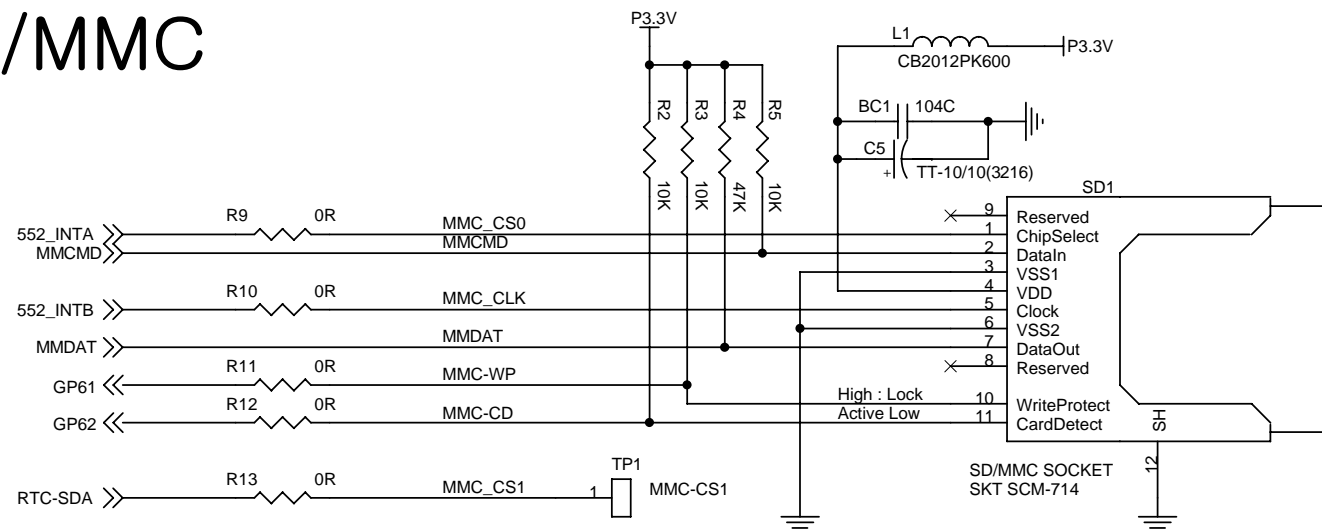 /MMC
P3.3V
L1
P3.3V
CB2012PK600
R2
R3
R4
R5
10K
10K
47K
10K
BC1
104C
C5
+
TT-10/10(3216)
SD1
552_INTA
R9
0R
MMC_CS0
MMCMD
MMCMD
552_INTB
R10
0R
MMC_CLK
MMDAT
MMDAT
GP61
R11
0R
MMC-WP
High : Lock
GP62
R12
0R
MMC-CD
Active Low
9 Reserved
1 ChipSelect
2 DataIn
3 VSS1
4 VDD
5 Clock
6 VSS2
7 DataOut
8 Reserved
10 WriteProtect
11 CardDetect
SH
12
SD/MMC SOCKET
SKT SCM-714
RTC-SDA
R13
0R
MMC_CS1
1
TP1
MMC-CS1